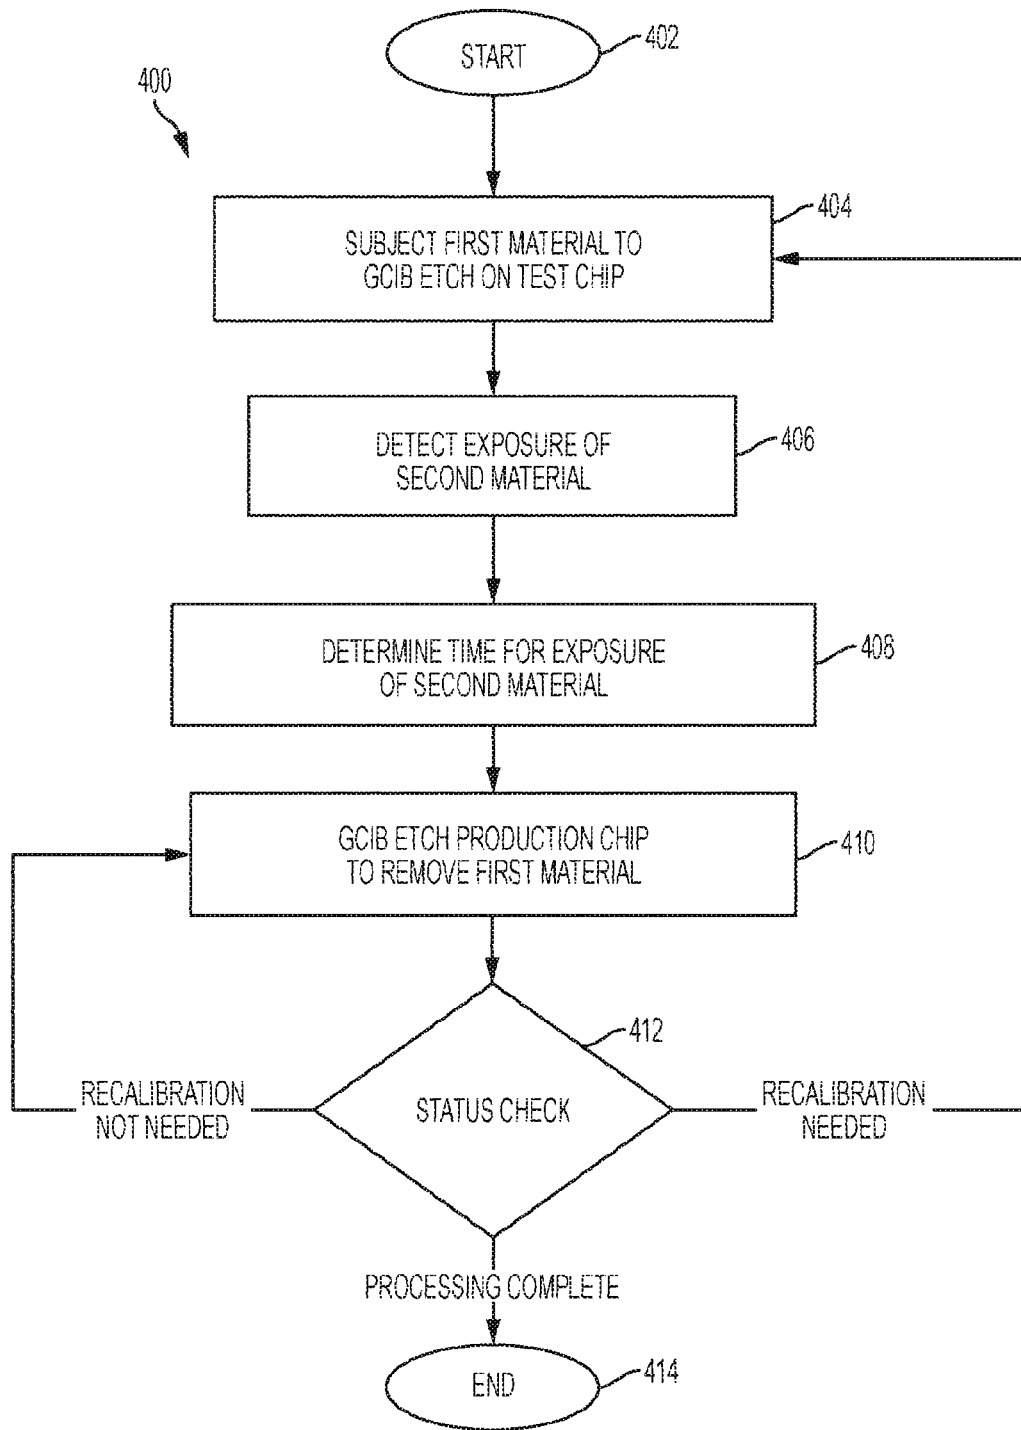 START
402
400
404
SUBJECT FIRST MATERIAL TO
GCIB ETCH ON TEST CHIP
DETECT EXPOSURE OF
SECOND MATERIAL
406
DETERMINE TIME FOR EXPOSURE
OF SECOND MATERIAL
408
GCIB ETCH PRODUCTION CHIP
TO REMOVE FIRST MATERIAL
410
412
RECALIBRATION
NOT NEEDED
STATUS CHECK
RECALIBRATION
NEEDED
PROCESSING COMPLETE
END
414